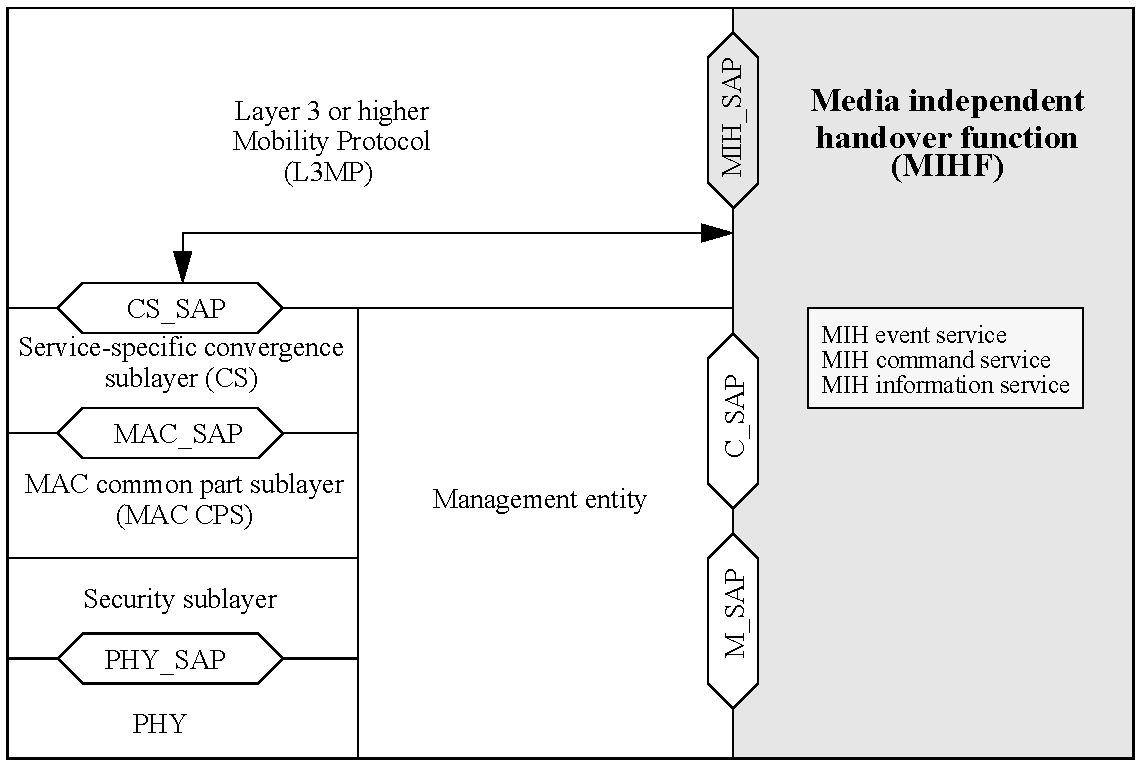 Layer 3 or higher
Mobility Protocol
(L3MP)
MIH_SAP
Media independent
handover function
(MIHF)
CS_SAP
Service-specific convergence
sublayer (CS)
MAC_SAP
MAC common part sublayer
(MAC CPS)
Security sublayer
PHY_SAP
PHY
Management entity
C_SAP
M_SAP
MIH event service
MIH command service
MIH information service